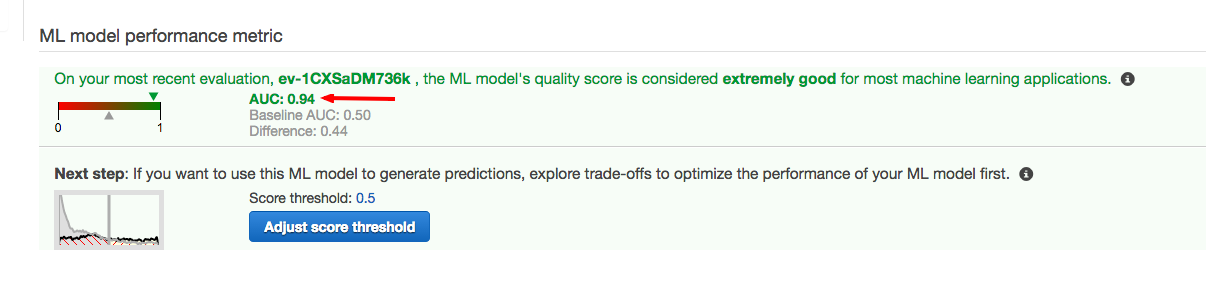 ML model performance metric
On your most recent evaluation, ev-1CXSaDM736k , the ML model's quality score is considered extremely good for most machine learning applications.
AUC: 0.94
Baseline AUC: 0.50
Difference: 0.44
0 1
Next step: If you want to use this ML model to generate predictions, explore trade-offs to optimize the performance of your ML model first.
Score threshold: 0.5
Adjust score threshold